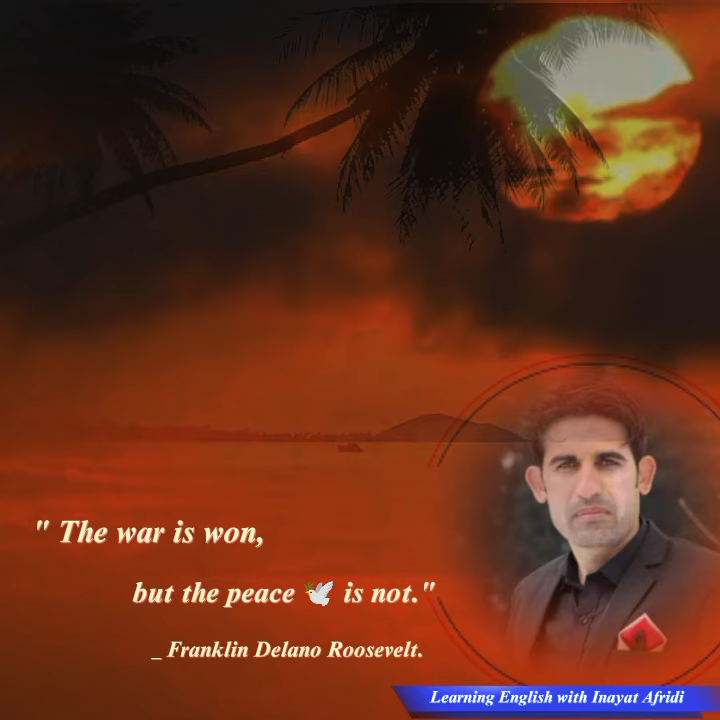 " The war is won,
but the peace 🕊️ is not."
_ Franklin Delano Roosevelt.
Learning English with Inayat Afridi